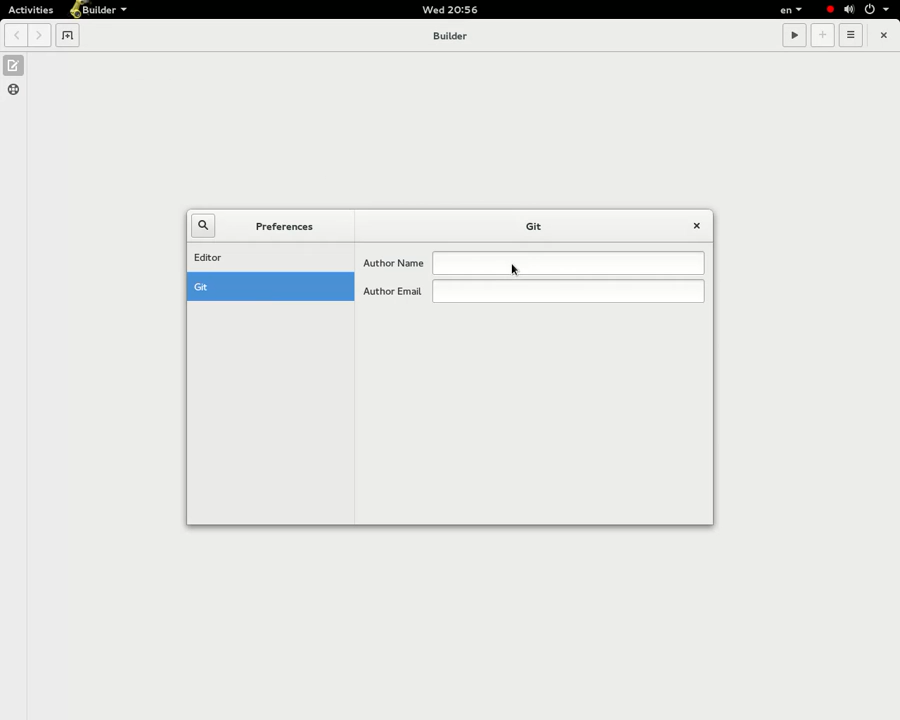 Activities Builder Wed 20:56 en
Builder
Preferences Git
Editor
Git
Author Name
Author Email